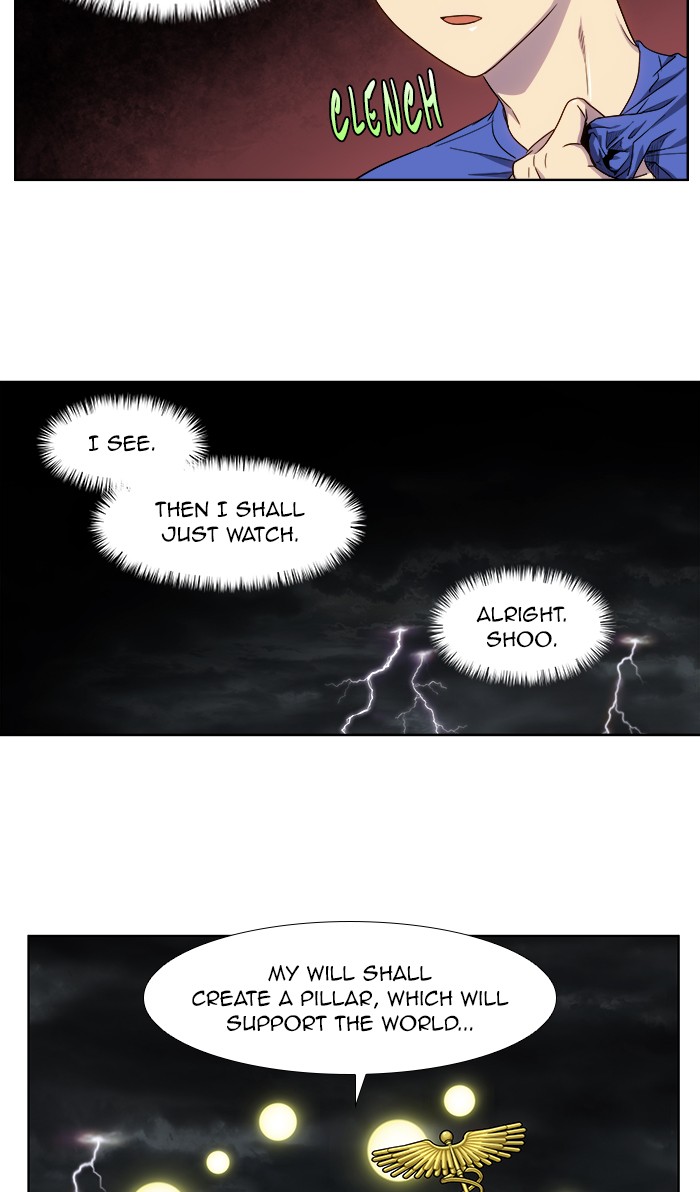 CLENCH
I SEE.
THEN I SHALL
JUST WATCH.
ALRIGHT.
SHOO.
MY WILL SHALL
CREATE A PILLAR, WHICH WILL
SUPPORT THE WORLD...